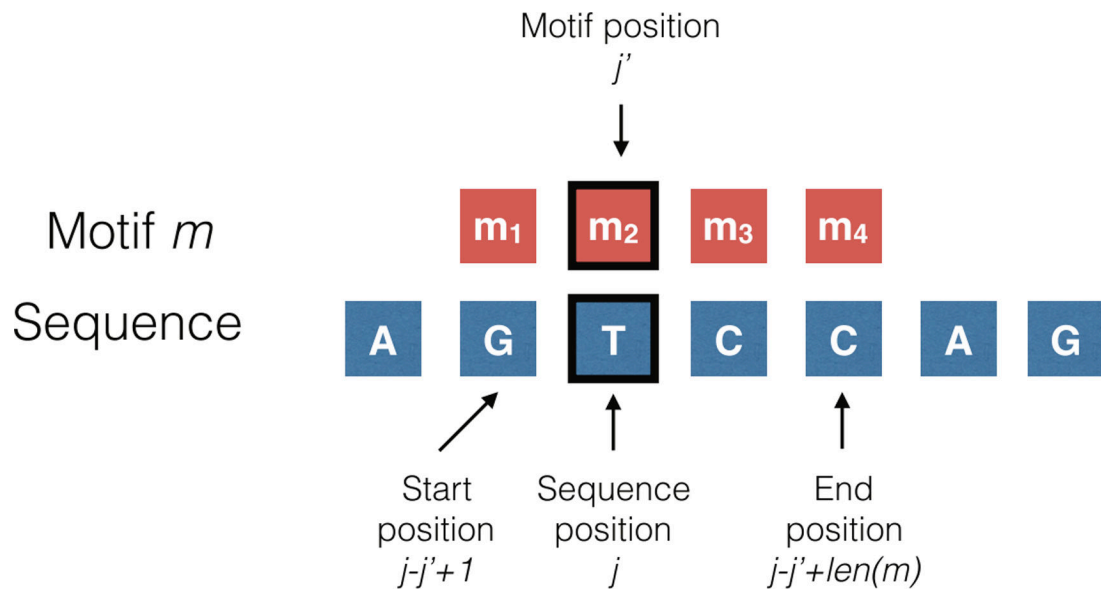 Motif position
j’
Motif m
m1 m2 m3 m4
Sequence
A G T C C A G
Start
position
j-j’+1
Sequence
position
j
End
position
j-j’+len(m)